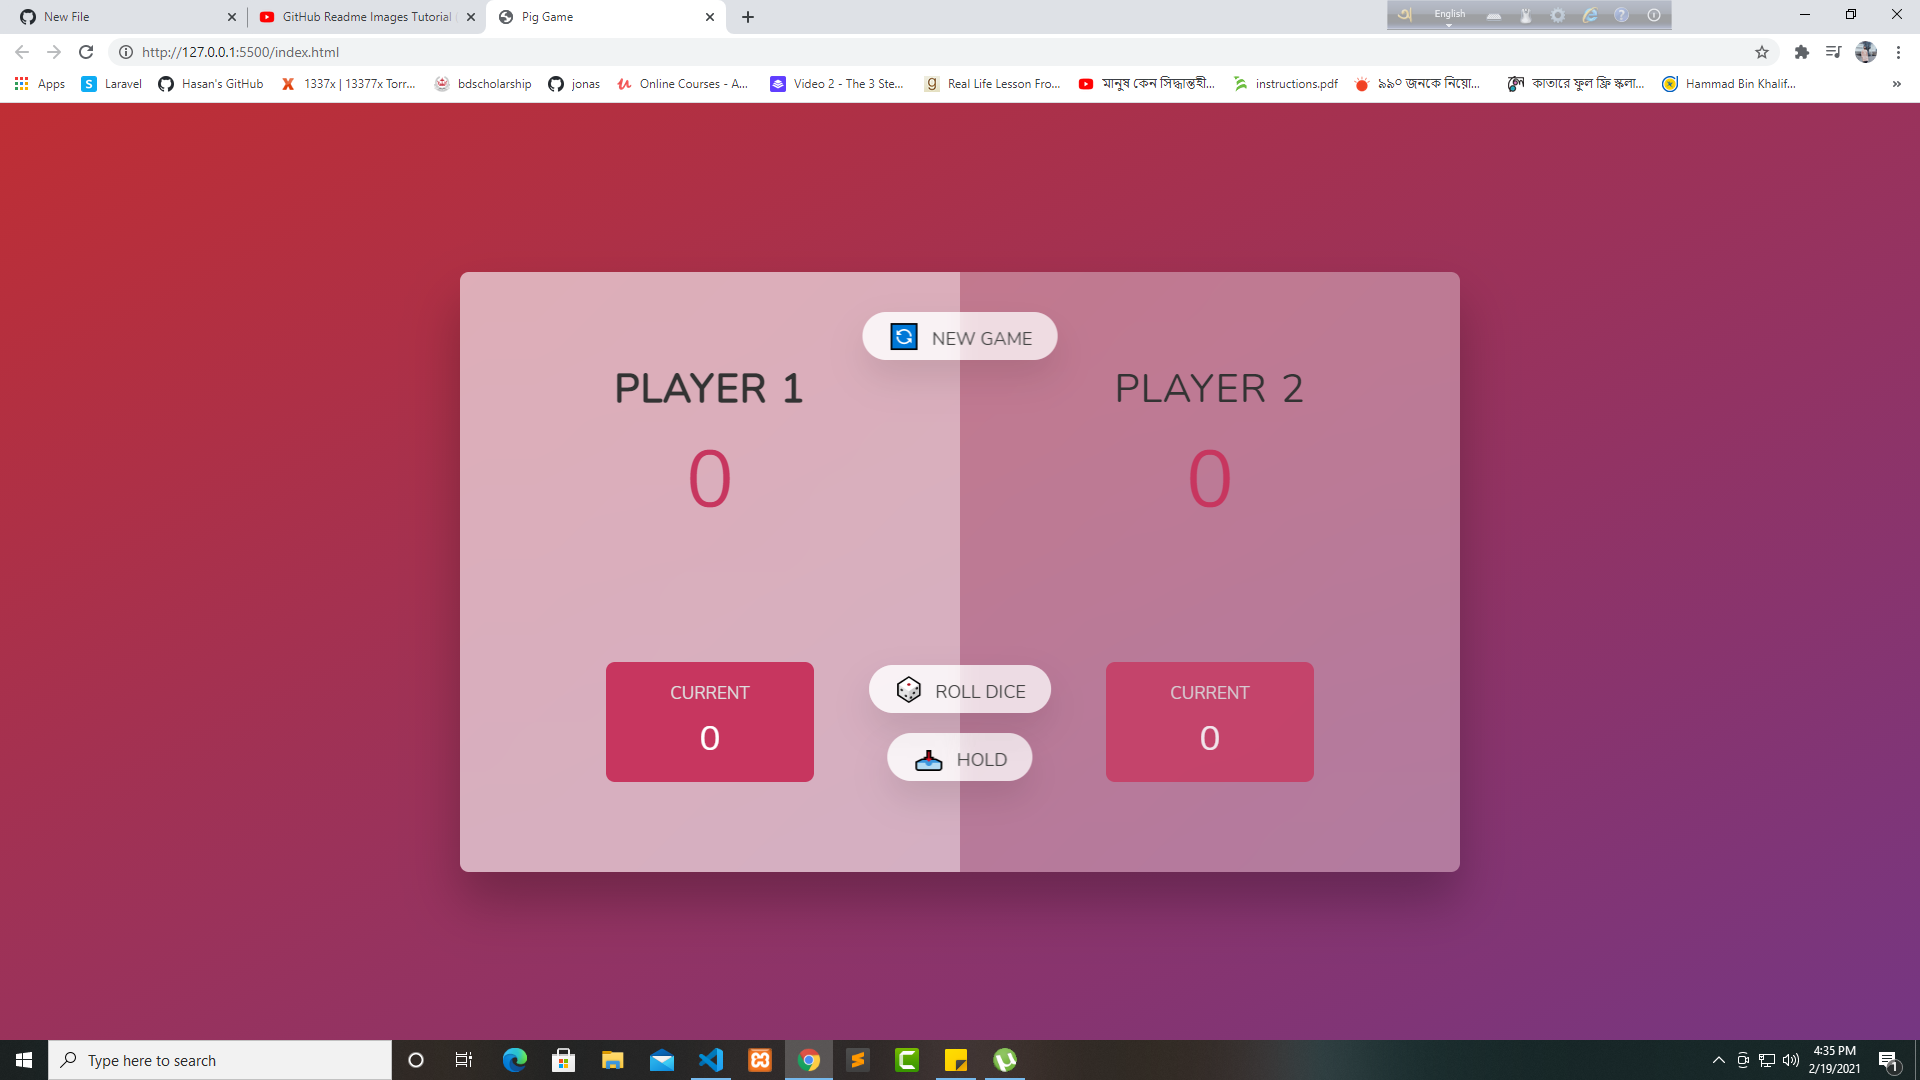 New File
GitHub Readme Images Tutorial
Pig Game
English
http://127.0.0.1:5500/index.html
Apps
Laravel
Hasan's GitHub
1337x | 13377x Torr...
bdscholarship
jonas
Online Courses - A...
Video 2 - The 3 Ste...
Real Life Lesson Fro...
মানুষ কেন সিদ্ধান্তহী...
instructions.pdf
৯৯০ জনকে নিয়ো...
কাতারে ফুল ফ্রি স্কলা...
Hammad Bin Khalif...
NEW GAME
PLAYER 1
PLAYER 2
0
0
CURRENT
0
ROLL DICE
HOLD
CURRENT
0
Type here to search
4:35 PM
2/19/2021
1